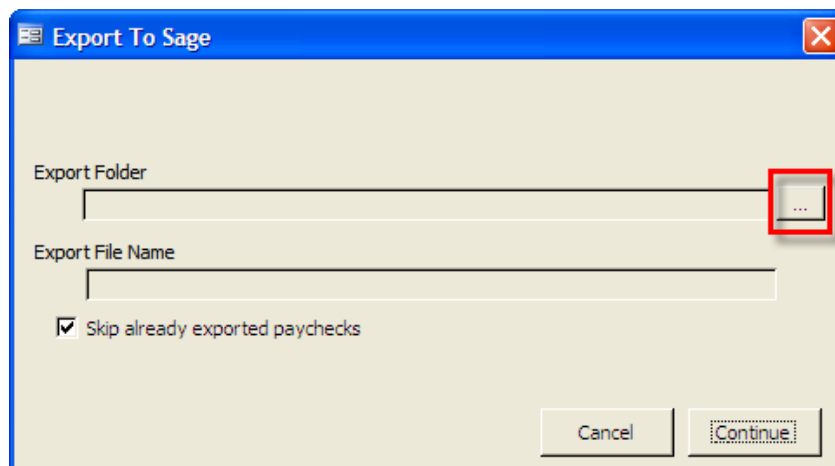 Export To Sage
Export Folder
...
Export File Name
Skip already exported paychecks
Cancel Continue